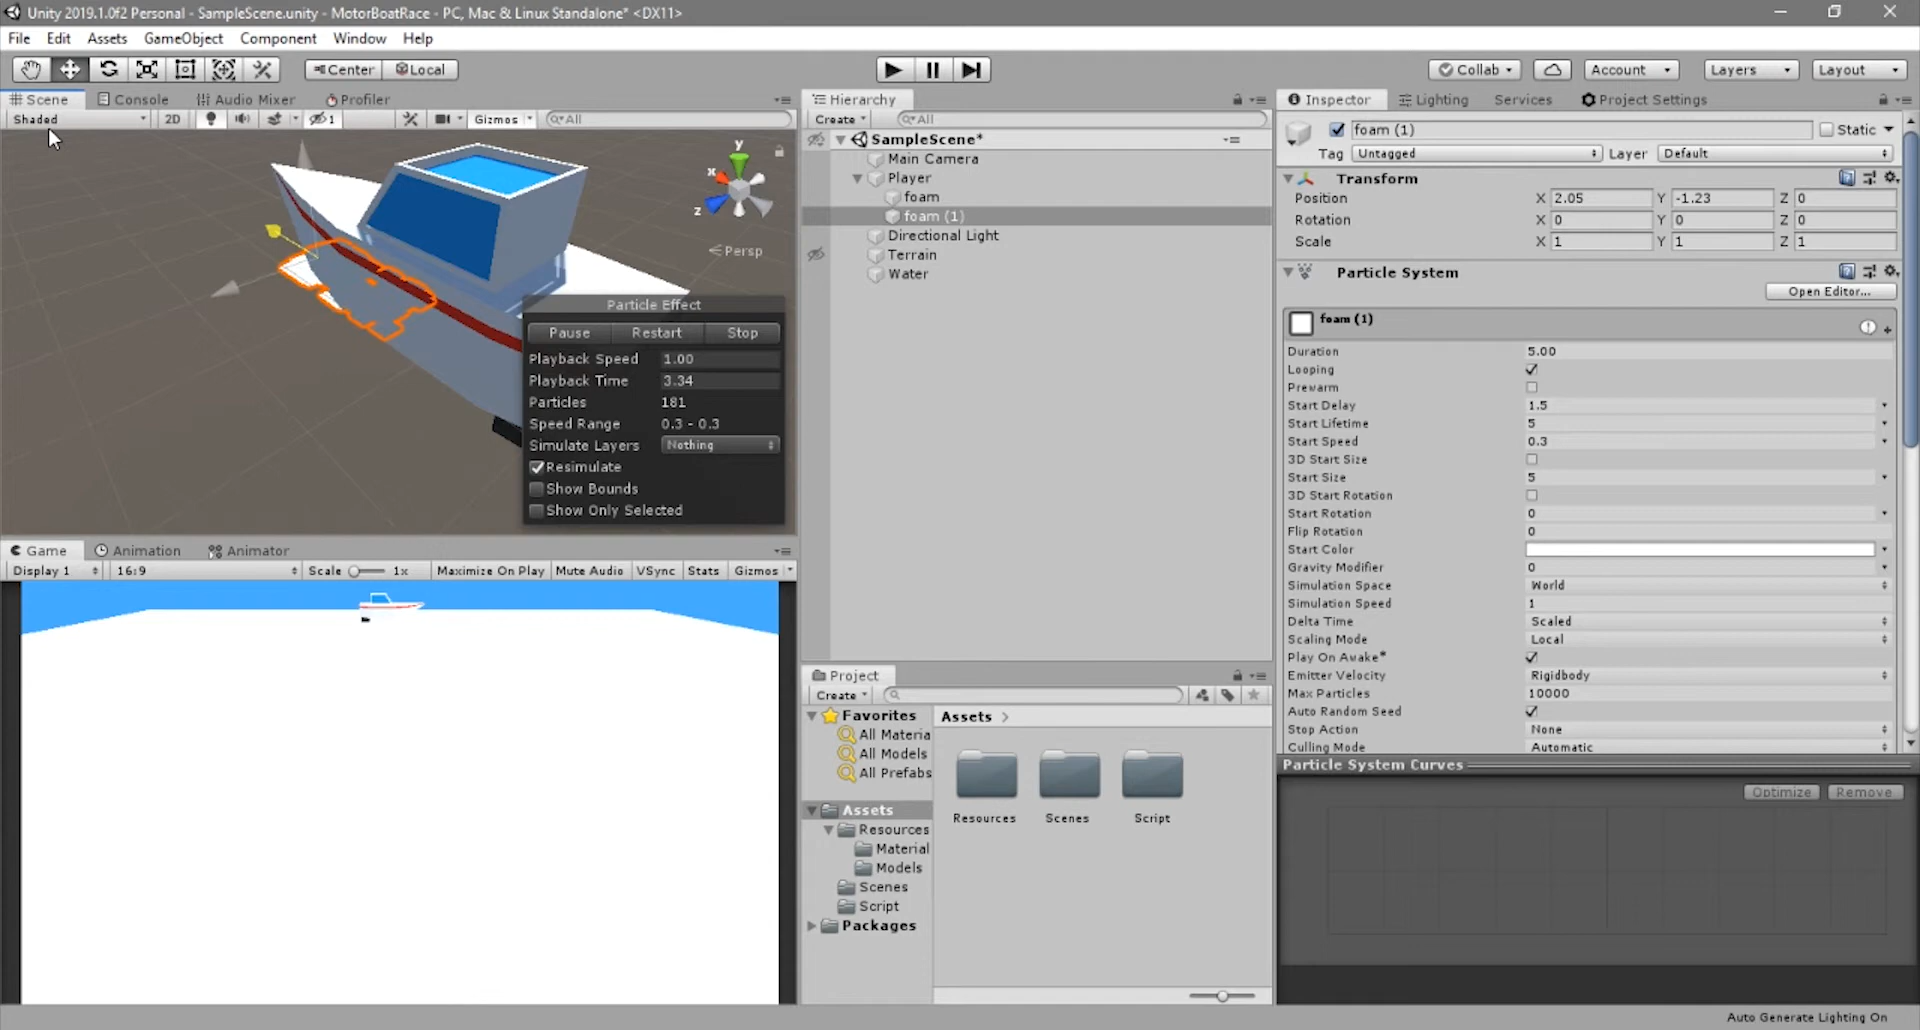 Unity 2019.1.0f2 Personal - SampleScene.unity - MotorBoatRace - PC, Mac & Linux Standalone* <DX11>
File Edit Assets GameObject Component Window Help
Center Local Collab Account Layers Layout
Scene Console Audio Mixer Profiler
Shaded 2D 1 Gizmos All
y
x
z
Persp
Particle Effect
Pause Restart Stop
Playback Speed 1.00
Playback Time 3.34
Particles 181
Speed Range 0.3 - 0.3
Simulate Layers Nothing
Resimulate
Show Bounds
Show Only Selected
Game Animation Animator
Display 1 16:9 Scale 1x Maximize On Play Mute Audio VSync Stats Gizmos
Hierarchy
Create All
SampleScene*
Main Camera
Player
foam
foam (1)
Directional Light
Terrain
Water
Project
Create
Favorites
All Materia
All Models
All Prefabs
Assets
Resources
Material
Models
Scenes
Script
Packages
Assets
Resources Scenes Script
Inspector Lighting Services Project Settings
foam (1) Static
Tag Untagged Layer Default
Transform
Position X 2.05 Y -1.23 Z 0
Rotation X 0 Y 0 Z 0
Scale X 1 Y 1 Z 1
Particle System
Open Editor...
foam (1)
Duration 5.00
Looping
Prewarm
Start Delay 1.5
Start Lifetime 5
Start Speed 0.3
3D Start Size
Start Size 5
3D Start Rotation
Start Rotation 0
Flip Rotation 0
Start Color
Gravity Modifier 0
Simulation Space World
Simulation Speed 1
Delta Time Scaled
Scaling Mode Local
Play On Awake*
Emitter Velocity Rigidbody
Max Particles 10000
Auto Random Seed
Stop Action None
Culling Mode Automatic
Particle System Curves
Optimize Remove
Auto Generate Lighting On